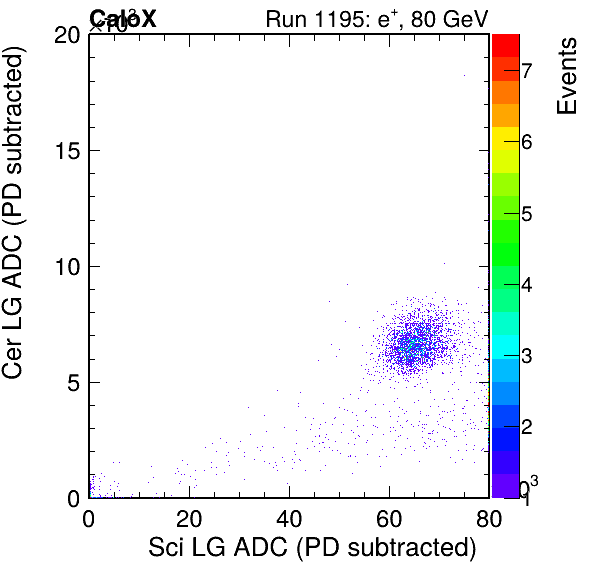 CaloX
×10³
Run 1195: e⁺, 80 GeV
20
15
10
5
0
0 20 40 60 80
Cer LG ADC (PD subtracted)
Sci LG ADC (PD subtracted)
7
6
5
4
3
2
1
Events